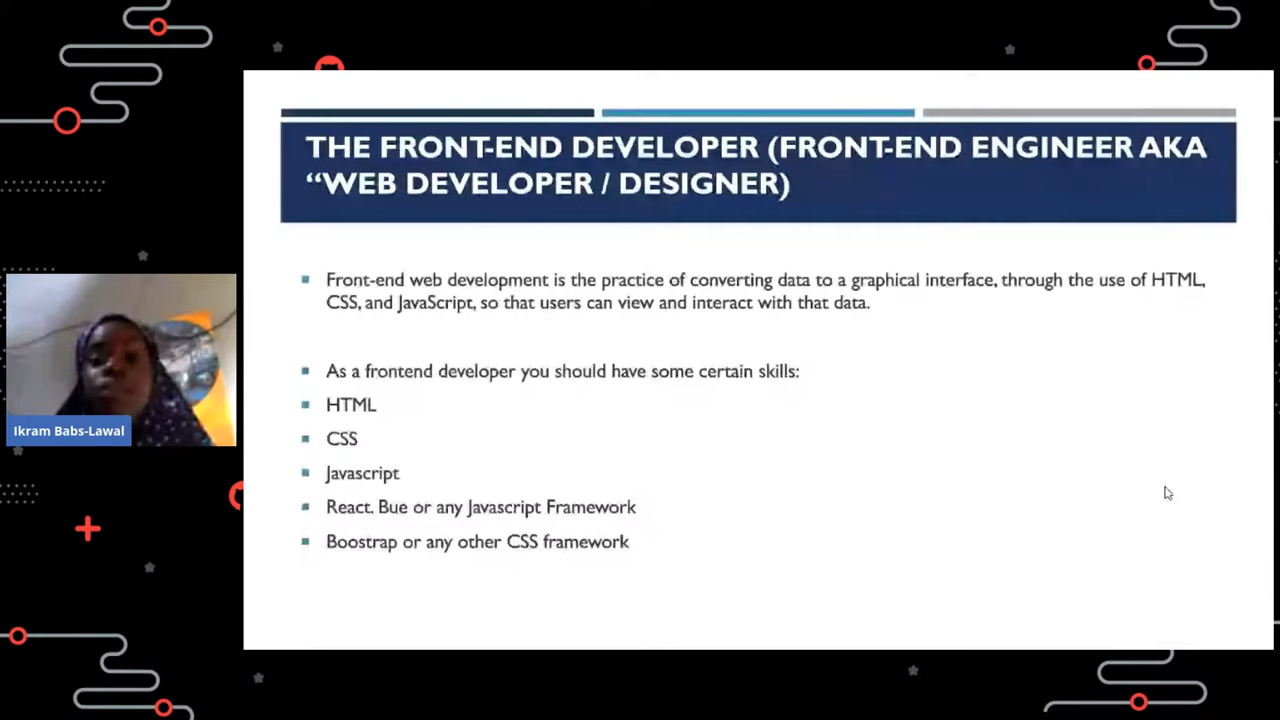 THE FRONT-END DEVELOPER (FRONT-END ENGINEER AKA
“WEB DEVELOPER / DESIGNER)
Front-end web development is the practice of converting data to a graphical interface, through the use of HTML,
CSS, and JavaScript, so that users can view and interact with that data.
As a frontend developer you should have some certain skills:
HTML
CSS
Javascript
React. Bue or any Javascript Framework
Boostrap or any other CSS framework
Ikram Babs-Lawal